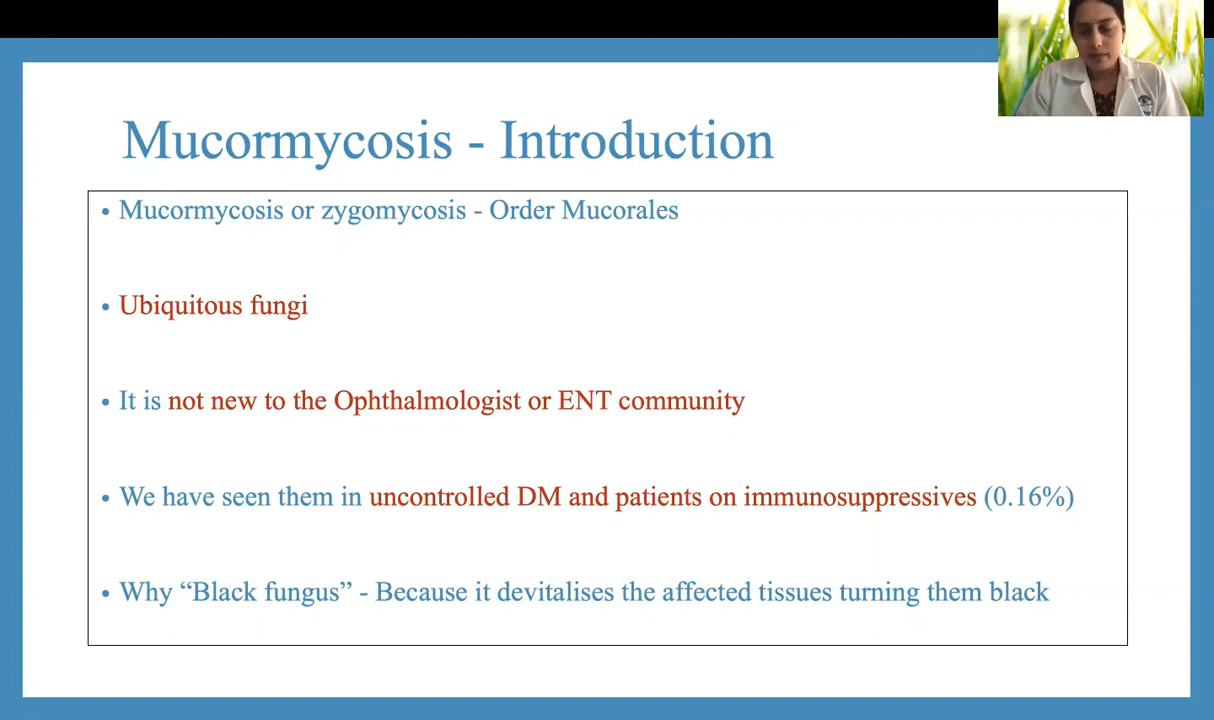 Mucormycosis - Introduction
• Mucormycosis or zygomycosis - Order Mucorales
• Ubiquitous fungi
• It is not new to the Ophthalmologist or ENT community
• We have seen them in uncontrolled DM and patients on immunosuppressives (0.16%)
• Why “Black fungus” - Because it devitalises the affected tissues turning them black